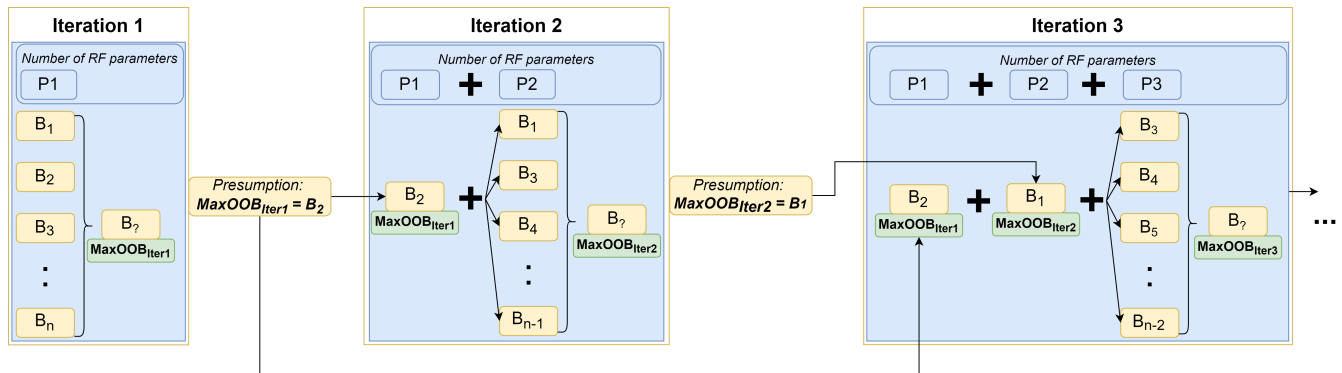 Iteration 1
Number of RF parameters
P1
B1
B2
B3
:
Bn
B?
MaxOOBIter1
Presumption:
MaxOOBIter1 = B2
Iteration 2
Number of RF parameters
P1 + P2
B2
MaxOOBIter1
+
B1
B3
B4
:
Bn-1
B?
MaxOOBIter2
Presumption:
MaxOOBIter2 = B1
Iteration 3
Number of RF parameters
P1 + P2 + P3
B2
MaxOOBIter1
+
B1
MaxOOBIter2
+
B3
B4
B5
:
Bn-2
B?
MaxOOBIter3
...